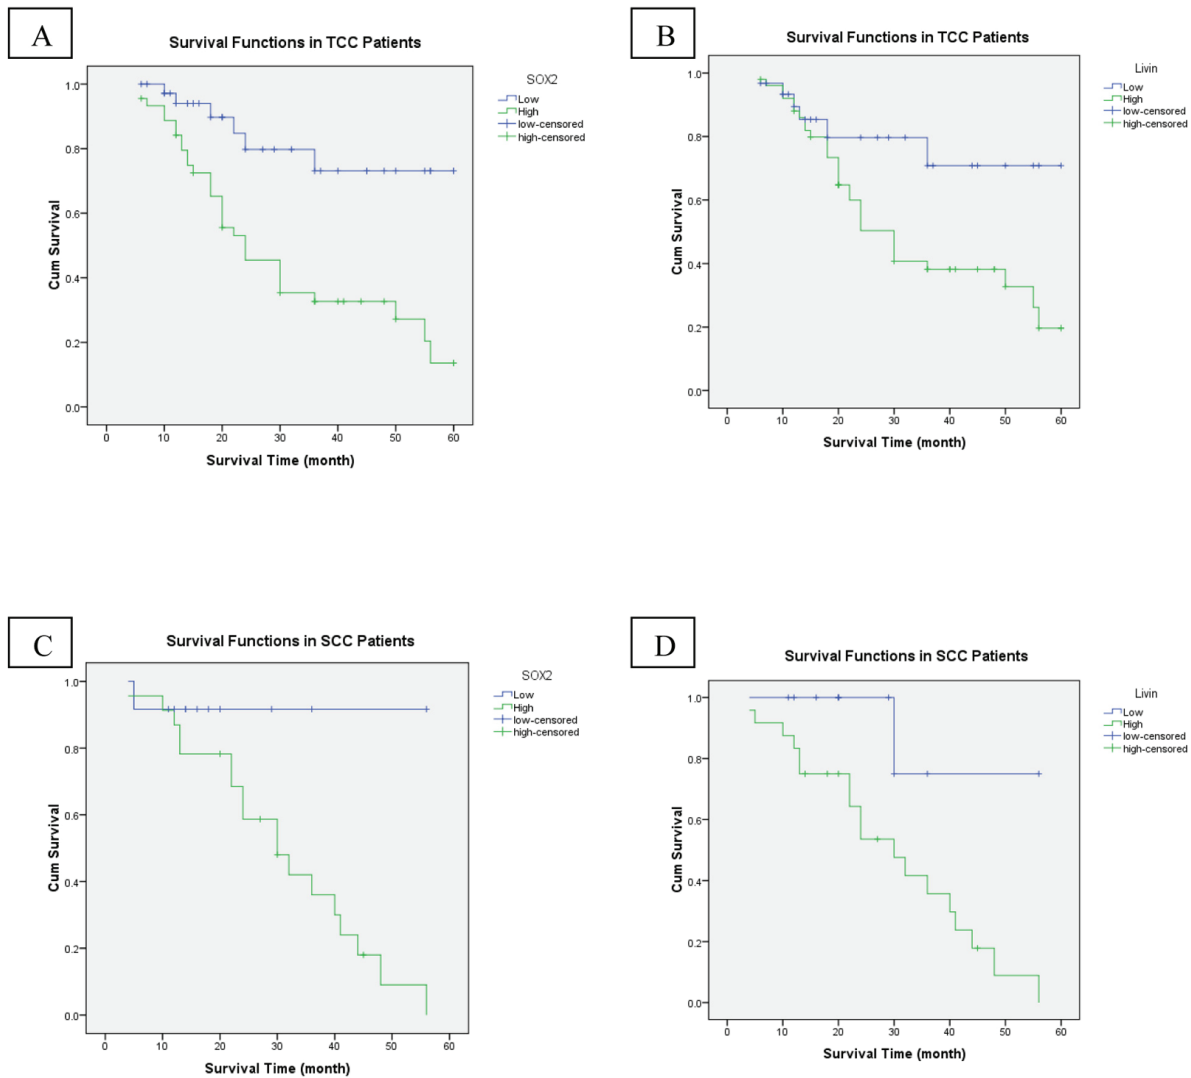 A
Survival Functions in TCC Patients
SOX2
Low
High
low-censored
high-censored
1.0
0.8
0.6
0.4
0.2
0.0
Cum Survival
0 10 20 30 40 50 60
Survival Time (month)
B
Survival Functions in TCC Patients
Livin
Low
High
low-censored
high-censored
1.0
0.8
0.6
0.4
0.2
0.0
Cum Survival
0 10 20 30 40 50 60
Survival Time (month)
C
Survival Functions in SCC Patients
SOX2
Low
High
low-censored
high-censored
1.0
0.8
0.6
0.4
0.2
0.0
Cum Survival
0 10 20 30 40 50 60
Survival Time (month)
D
Survival Functions in SCC Patients
Livin
Low
High
low-censored
high-censored
1.0
0.8
0.6
0.4
0.2
0.0
Cum Survival
0 10 20 30 40 50 60
Survival Time (month)